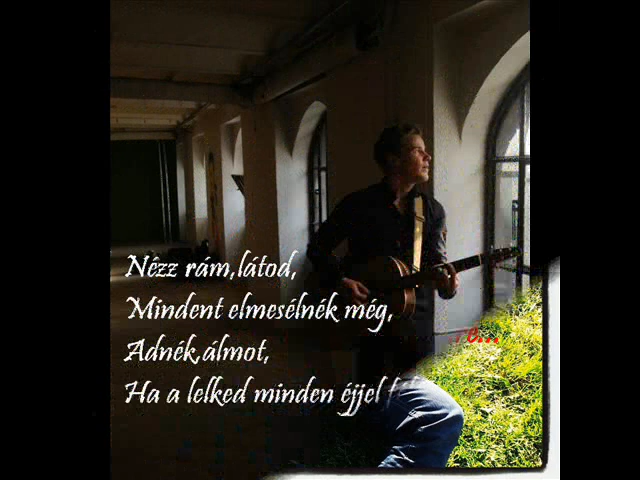 Nézz rám,látod,
Mindent elmesélnék még,
Adnék,álmot,
Ha a lelked minden éjjel